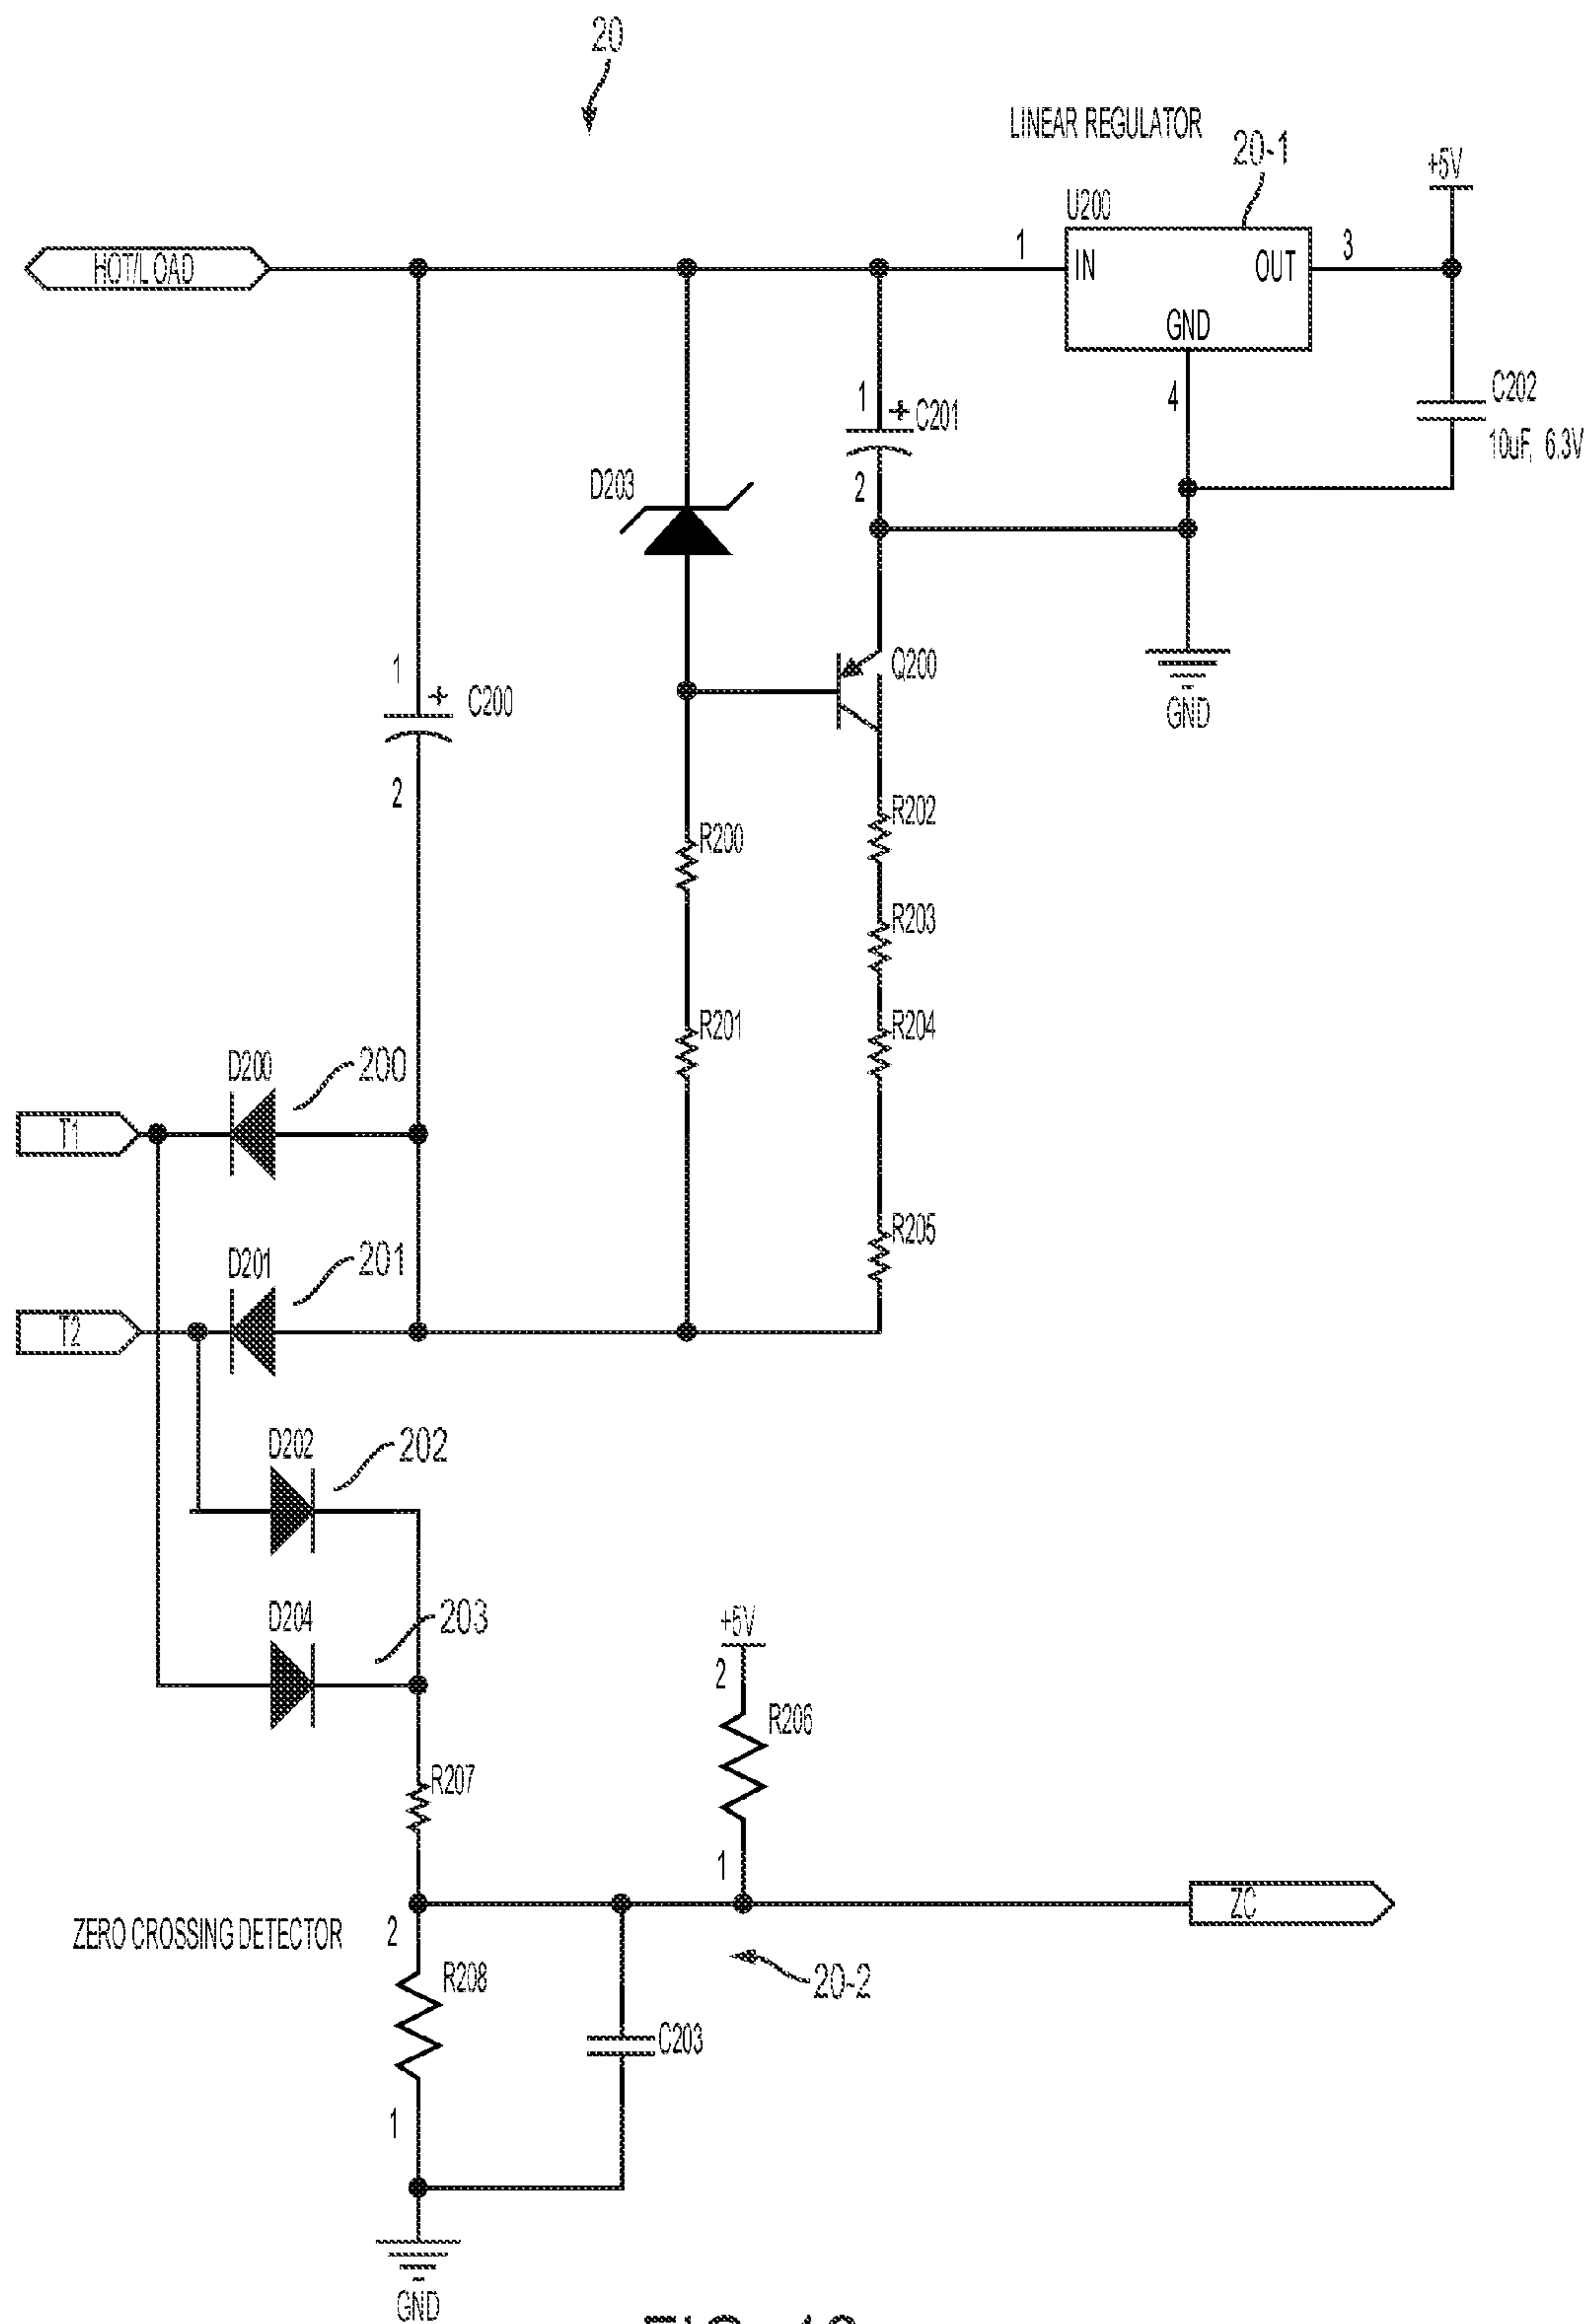 20
LINEAR REGULATOR
20-1
+5V
U200
HOT/LOAD
1
IN
OUT
3
GND
4
1
+
C201
2
C202
10uF, 6.3V
D203
Q200
GND
1
+
C200
2
R200
R202
R203
R201
R204
D200
200
T1
R205
D201
201
T2
D202
202
D204
203
+5V
2
R206
R207
1
ZC
ZERO CROSSING DETECTOR
2
R208
20-2
C203
1
GND